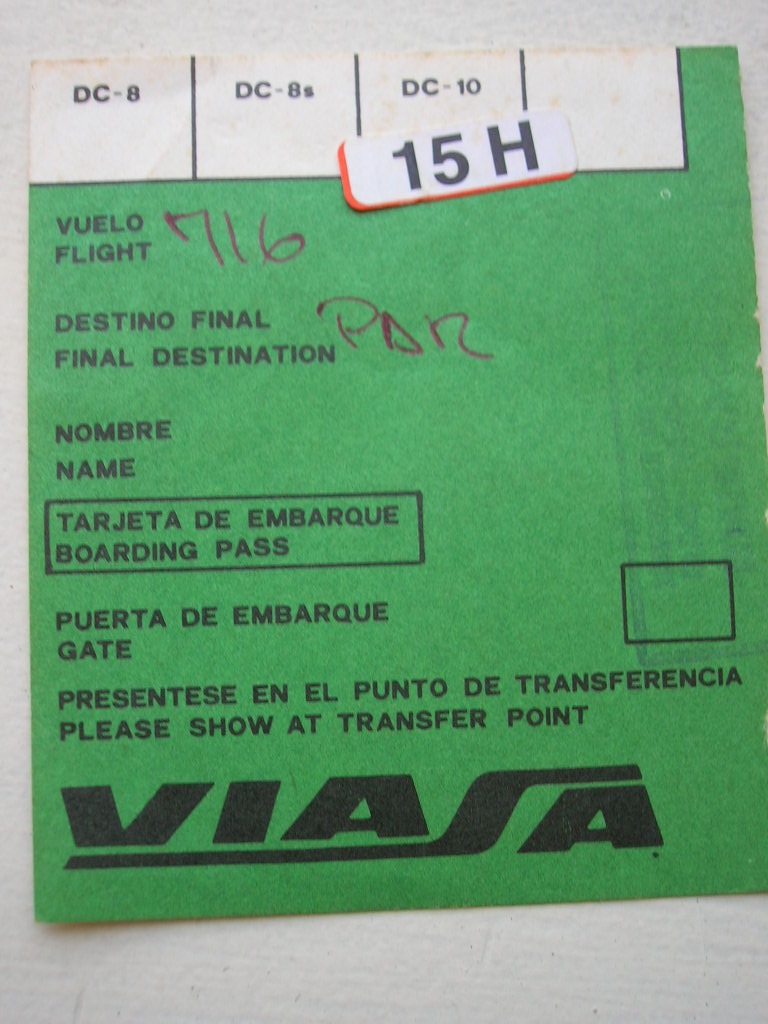 DC-8 DC-8s DC-10
15 H
VUELO
FLIGHT 716
DESTINO FINAL
FINAL DESTINATION PAR
NOMBRE
NAME
TARJETA DE EMBARQUE
BOARDING PASS
PUERTA DE EMBARQUE
GATE
PRESENTESE EN EL PUNTO DE TRANSFERENCIA
PLEASE SHOW AT TRANSFER POINT
VIASA